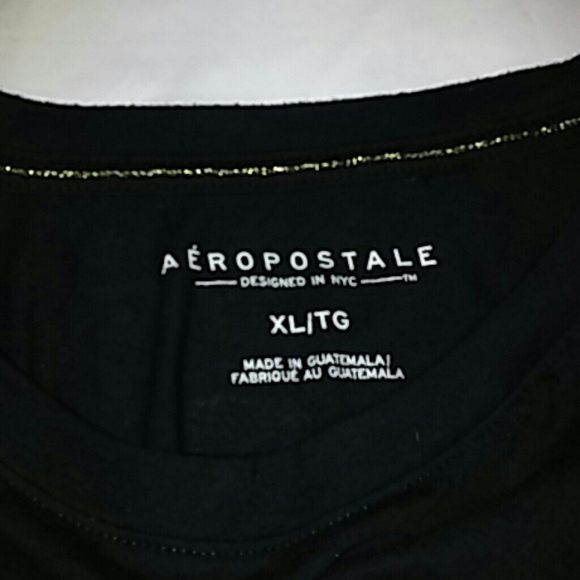 AÉROPOSTALE
DESIGNED IN NYC TM
XL/TG
MADE IN GUATEMALA/
FABRIQUÉ AU GUATEMALA